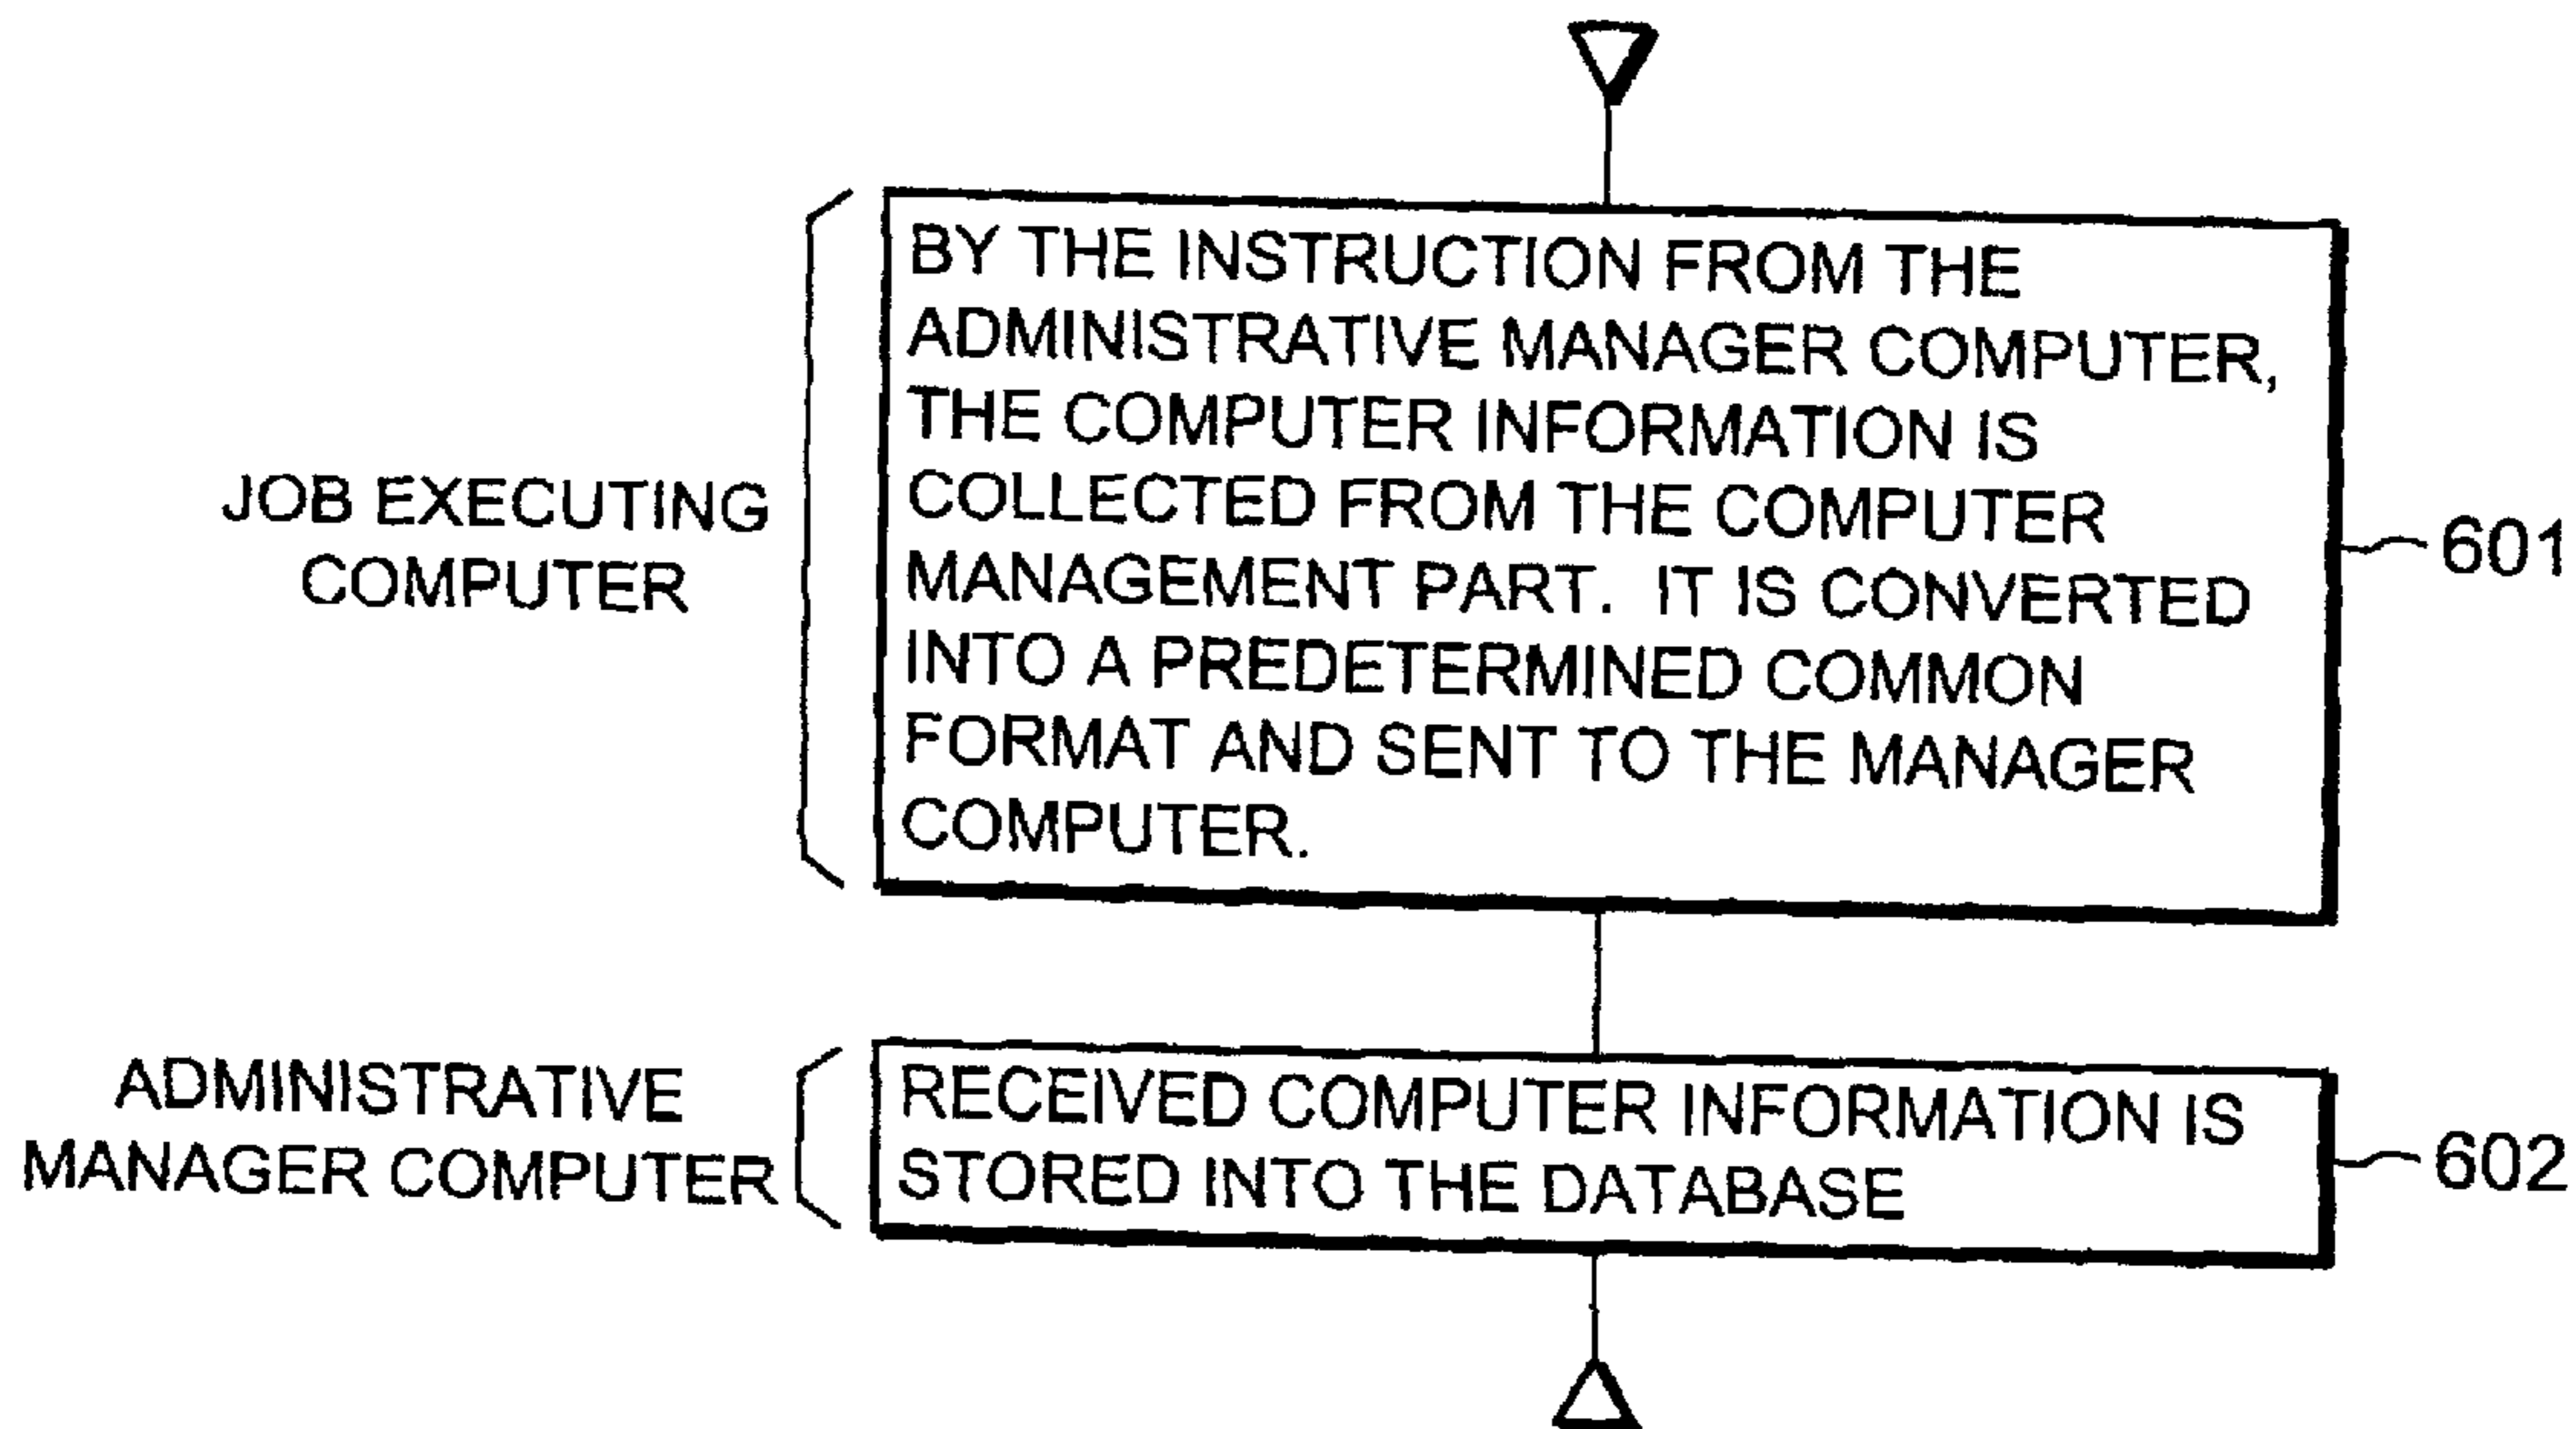 JOB EXECUTING
COMPUTER
BY THE INSTRUCTION FROM THE
ADMINISTRATIVE MANAGER COMPUTER,
THE COMPUTER INFORMATION IS
COLLECTED FROM THE COMPUTER
MANAGEMENT PART. IT IS CONVERTED
INTO A PREDETERMINED COMMON
FORMAT AND SENT TO THE MANAGER
COMPUTER.
601
ADMINISTRATIVE
MANAGER COMPUTER
RECEIVED COMPUTER INFORMATION IS
STORED INTO THE DATABASE
602